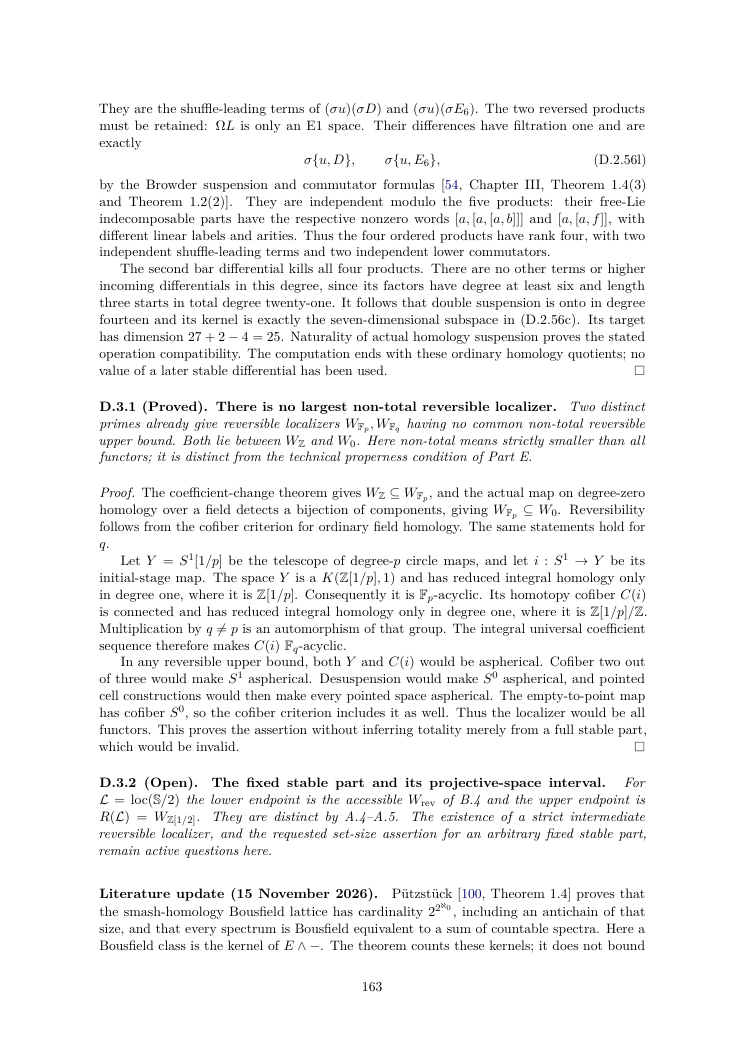 They are the shuffle-leading terms of (σu)(σD) and (σu)(σE₆). The two reversed products
must be retained: ΩL is only an E1 space. Their differences have filtration one and are
exactly
σ{u, D}, σ{u, E₆}, (D.2.56l)
by the Browder suspension and commutator formulas [54, Chapter III, Theorem 1.4(3)
and Theorem 1.2(2)]. They are independent modulo the five products: their free-Lie
indecomposable parts have the respective nonzero words [a, [a, [a, b]]] and [a, [a, f]], with
different linear labels and arities. Thus the four ordered products have rank four, with two
independent shuffle-leading terms and two independent lower commutators.
The second bar differential kills all four products. There are no other terms or higher
incoming differentials in this degree, since its factors have degree at least six and length
three starts in total degree twenty-one. It follows that double suspension is onto in degree
fourteen and its kernel is exactly the seven-dimensional subspace in (D.2.56c). Its target
has dimension 27 + 2 − 4 = 25. Naturality of actual homology suspension proves the stated
operation compatibility. The computation ends with these ordinary homology quotients; no
value of a later stable differential has been used. □
D.3.1 (Proved). There is no largest non-total reversible localizer. Two distinct
primes already give reversible localizers W_{𝔽_p}, W_{𝔽_q} having no common non-total reversible
upper bound. Both lie between W_ℤ and W₀. Here non-total means strictly smaller than all
functors; it is distinct from the technical properness condition of Part E.
Proof. The coefficient-change theorem gives W_ℤ ⊆ W_{𝔽_p}, and the actual map on degree-zero
homology over a field detects a bijection of components, giving W_{𝔽_p} ⊆ W₀. Reversibility
follows from the cofiber criterion for ordinary field homology. The same statements hold for
q.
Let Y = S¹[1/p] be the telescope of degree-p circle maps, and let i : S¹ → Y be its
initial-stage map. The space Y is a K(ℤ[1/p], 1) and has reduced integral homology only
in degree one, where it is ℤ[1/p]. Consequently it is 𝔽_p-acyclic. Its homotopy cofiber C(i)
is connected and has reduced integral homology only in degree one, where it is ℤ[1/p]/ℤ.
Multiplication by q ≠ p is an automorphism of that group. The integral universal coefficient
sequence therefore makes C(i) 𝔽_q-acyclic.
In any reversible upper bound, both Y and C(i) would be aspherical. Cofiber two out
of three would make S¹ aspherical. Desuspension would make S⁰ aspherical, and pointed
cell constructions would then make every pointed space aspherical. The empty-to-point map
has cofiber S⁰, so the cofiber criterion includes it as well. Thus the localizer would be all
functors. This proves the assertion without inferring totality merely from a full stable part,
which would be invalid. □
D.3.2 (Open). The fixed stable part and its projective-space interval. For
ℒ = loc(𝕊/2) the lower endpoint is the accessible W_rev of B.4 and the upper endpoint is
R(ℒ) = W_{ℤ[1/2]}. They are distinct by A.4–A.5. The existence of a strict intermediate
reversible localizer, and the requested set-size assertion for an arbitrary fixed stable part,
remain active questions here.
Literature update (15 November 2026). Pützstück [100, Theorem 1.4] proves that
the smash-homology Bousfield lattice has cardinality 2^{2^{ℵ₀}}, including an antichain of that
size, and that every spectrum is Bousfield equivalent to a sum of countable spectra. Here a
Bousfield class is the kernel of E ∧ −. The theorem counts these kernels; it does not bound
163